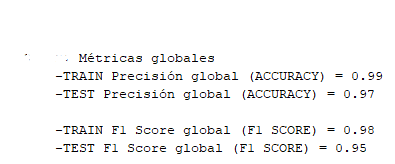 Métricas globales
-TRAIN Precisión global (ACCURACY) = 0.99
-TEST Precisión global (ACCURACY) = 0.97
-TRAIN F1 Score global (F1 SCORE) = 0.98
-TEST F1 Score global (F1 SCORE) = 0.95